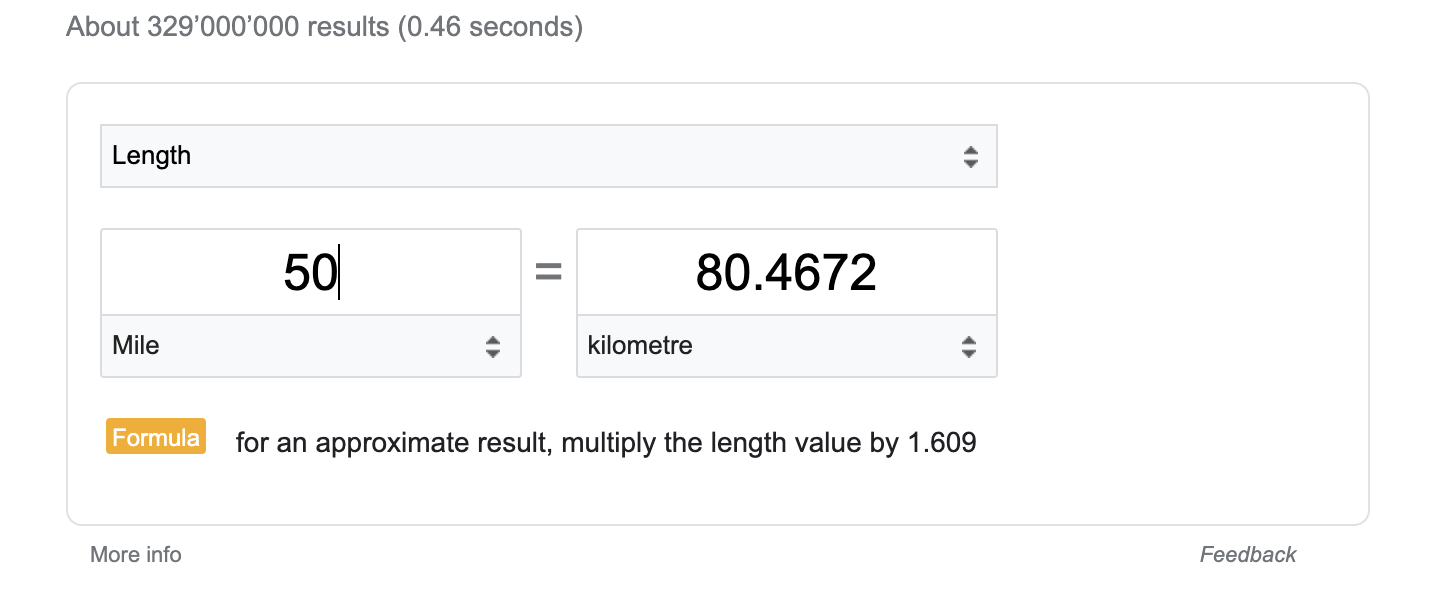 About 329’000’000 results (0.46 seconds)
Length
50 = 80.4672
Mile kilometre
Formula for an approximate result, multiply the length value by 1.609
More info Feedback